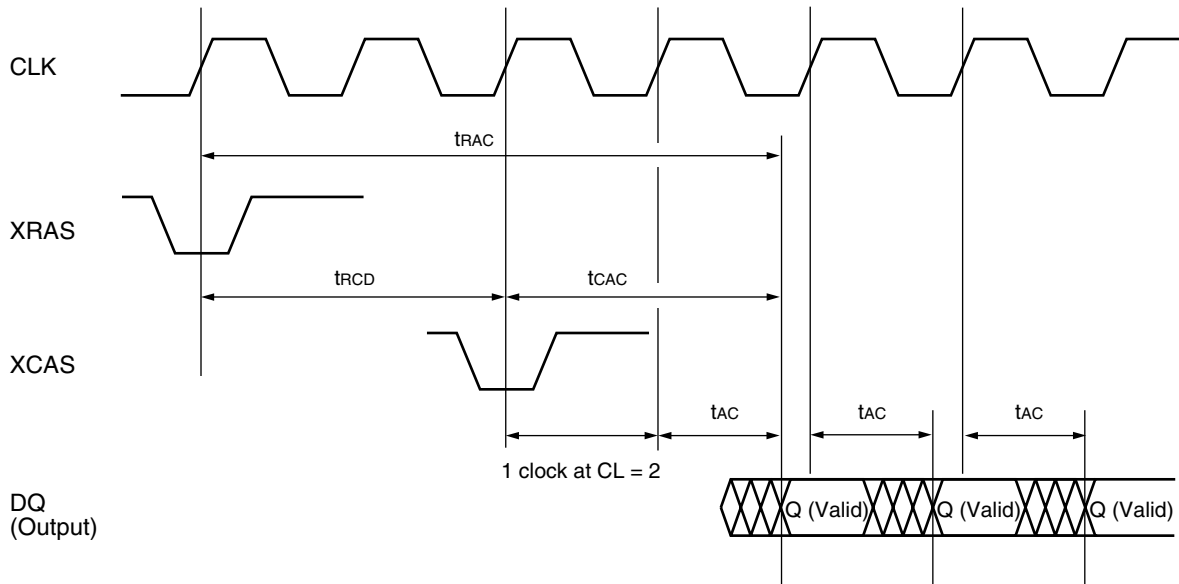 CLK
tRAC
XRAS
tRCD
tCAC
XCAS
tAC
tAC
tAC
1 clock at CL = 2
DQ
(Output)
Q (Valid)
Q (Valid)
Q (Valid)